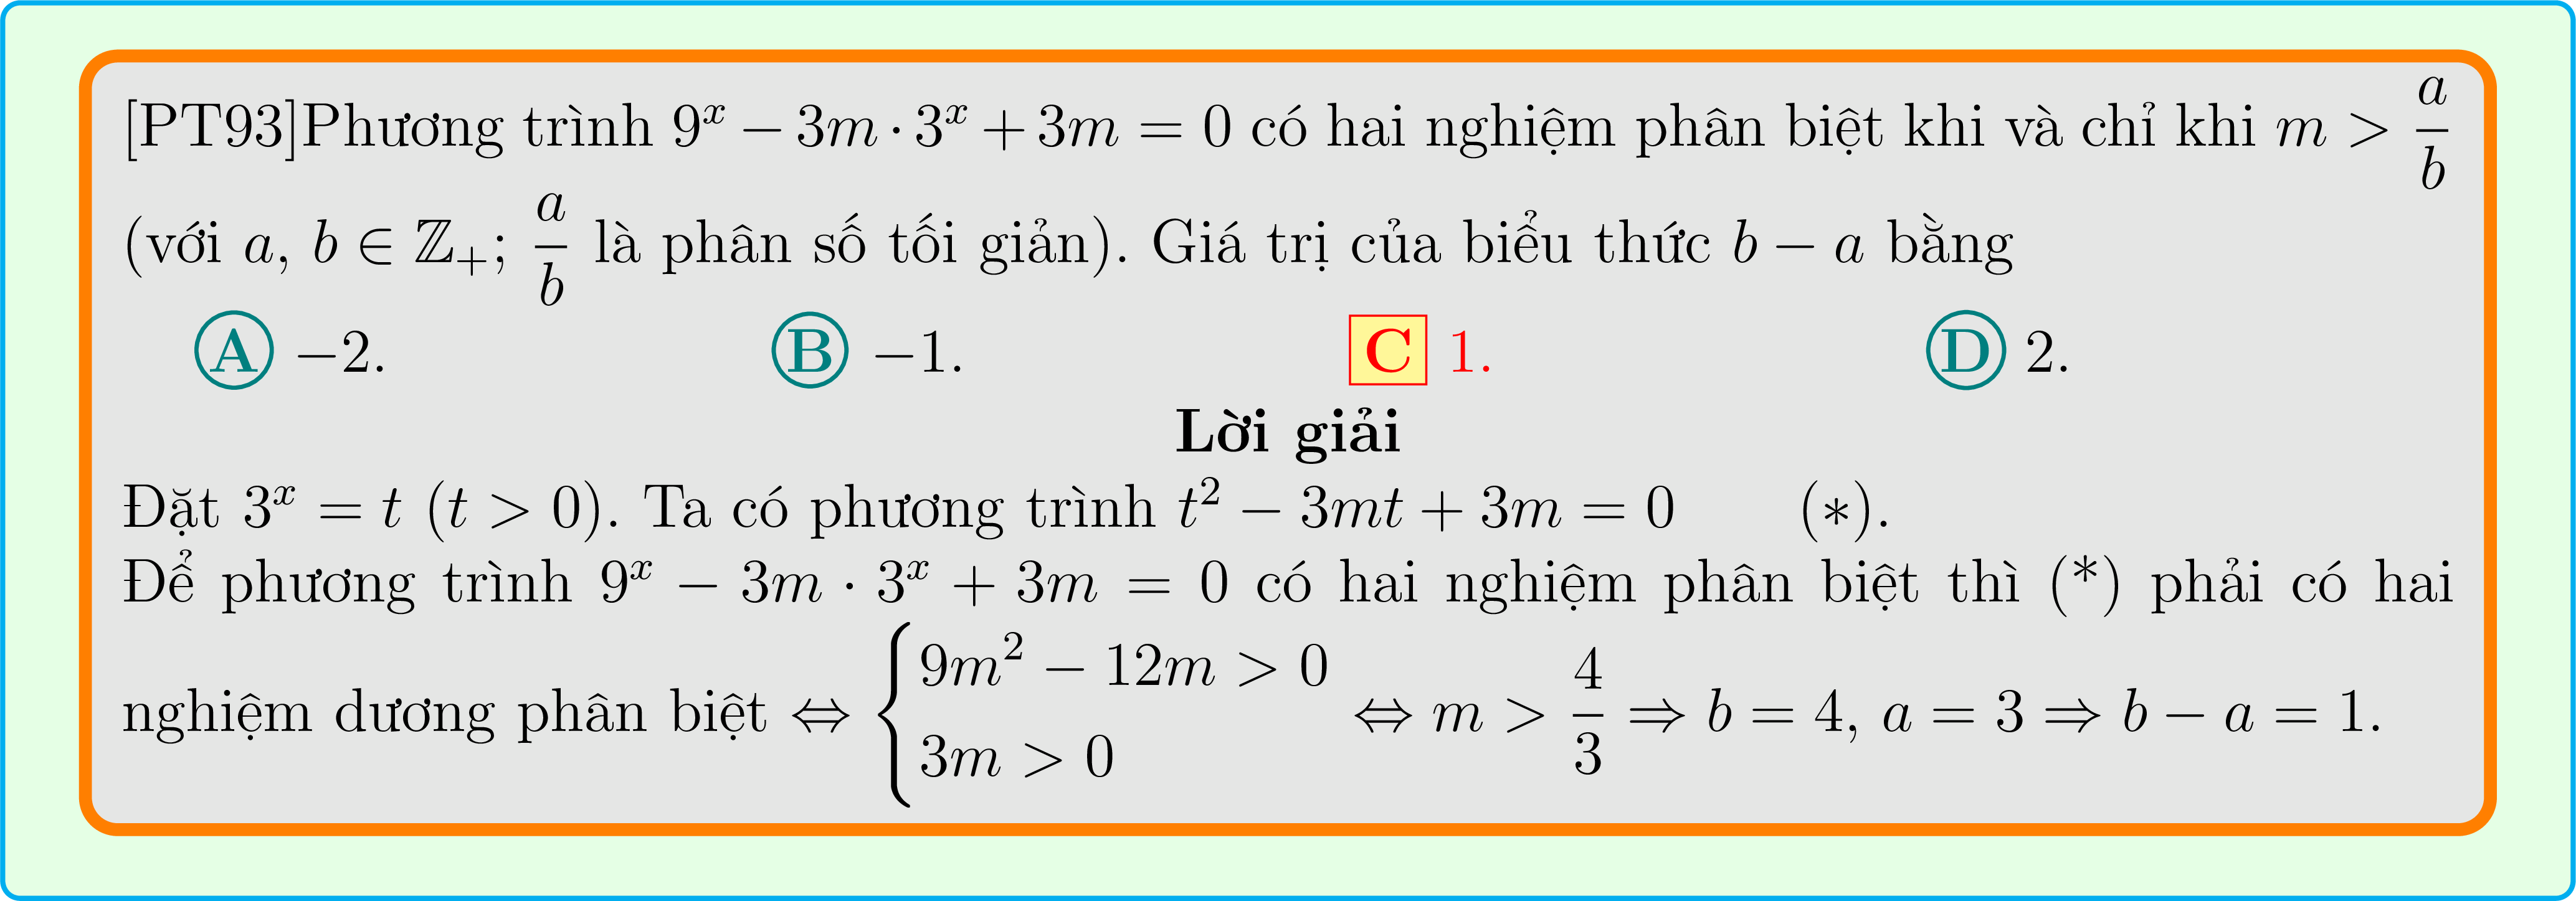 [PT93]Phương trình $9^x - 3m \cdot 3^x + 3m = 0$ có hai nghiệm phân biệt khi và chỉ khi $m > \dfrac{a}{b}$
(với $a, b \in \mathbb{Z}_+$; $\dfrac{a}{b}$ là phân số tối giản). Giá trị của biểu thức $b - a$ bằng
A $-2$. B $-1$. C $1$. D $2$.
Lời giải
Đặt $3^x = t$ $(t > 0)$. Ta có phương trình $t^2 - 3mt + 3m = 0$ $(*)$.
Để phương trình $9^x - 3m \cdot 3^x + 3m = 0$ có hai nghiệm phân biệt thì (*) phải có hai
nghiệm dương phân biệt $\Leftrightarrow \begin{cases} 9m^2 - 12m > 0 \\ 3m > 0 \end{cases} \Leftrightarrow m > \dfrac{4}{3} \Rightarrow b = 4, a = 3 \Rightarrow b - a = 1.$